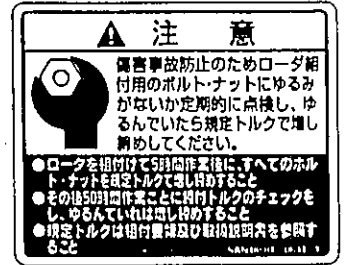 注意
傷害事故防止のためローダ組
付用のボルト・ナットにゆるみ
がないか定期的に点検し、ゆ
るんでいたら規定トルクで増し
締めしてください。
●ロータを組付けて5時間作業後に、すべてのボル
ト・ナットを規定トルクで増し締めすること
●その後50時間作業ごとに締付トルクのチェックを
し、ゆるんでいれば増し締めすること
●規定トルクは組付要領及び取扱説明書を参照す
ること